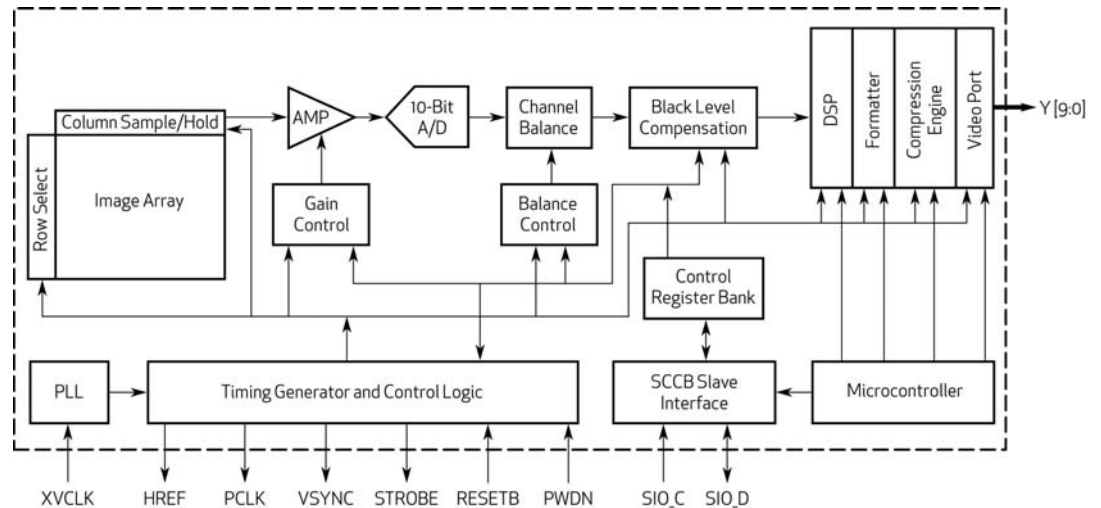 Column Sample/Hold
Row Select
Image Array
AMP
10-Bit
A/D
Channel
Balance
Black Level
Compensation
DSP
Formatter
Compression
Engine
Video Port
Y [9:0]
Gain
Control
Balance
Control
Control
Register Bank
PLL
Timing Generator and Control Logic
SCCB Slave
Interface
Microcontroller
XVCLK
HREF
PCLK
VSYNC
STROBE
RESETB
PWDN
SIO_C
SIO_D